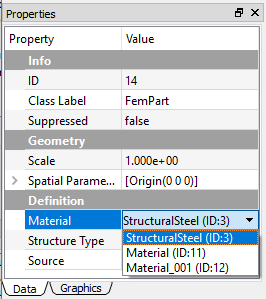 Properties
Property Value
Info
ID 14
Class Label FemPart
Suppressed false
Geometry
Scale 1.000e+00
Spatial Parame... [Origin(0 0 0)]
Definition
Material StructuralSteel (ID:3)
Structure Type StructuralSteel (ID:3)
Material (ID:11)
Source Material_001 (ID:12)
Data Graphics